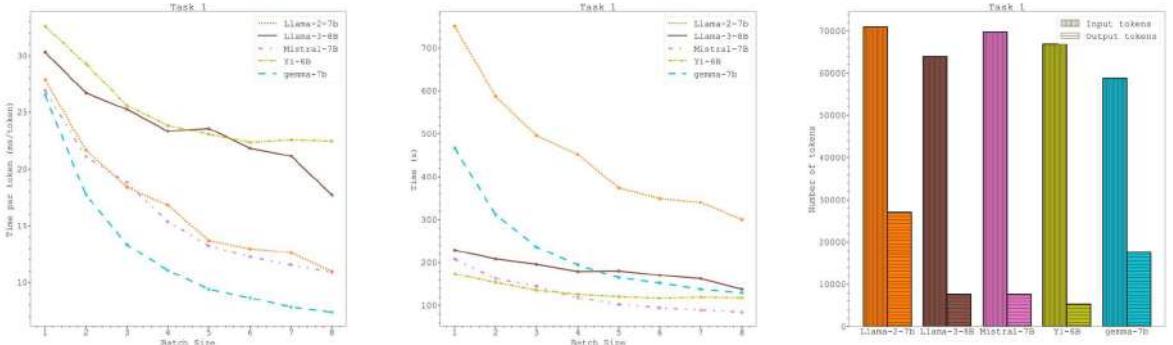 Task 1
Time par token (ms/token)
30
25
20
15
10
1 2 3 4 5 6 7 8
Batch Size
Llama-2-7b
Llama-3-8B
Mistral-7B
Yi-6B
gemma-7b
Task 1
Time (s)
700
600
500
400
300
200
100
1 2 3 4 5 6 7 8
Batch Size
Llama-2-7b
Llama-3-8B
Mistral-7B
Yi-6B
gemma-7b
Task 1
Number of tokens
70000
60000
50000
40000
30000
20000
10000
0
Input tokens
Output tokens
Llama-2-7b Llama-3-8B Mistral-7B Yi-6B gemma-7b